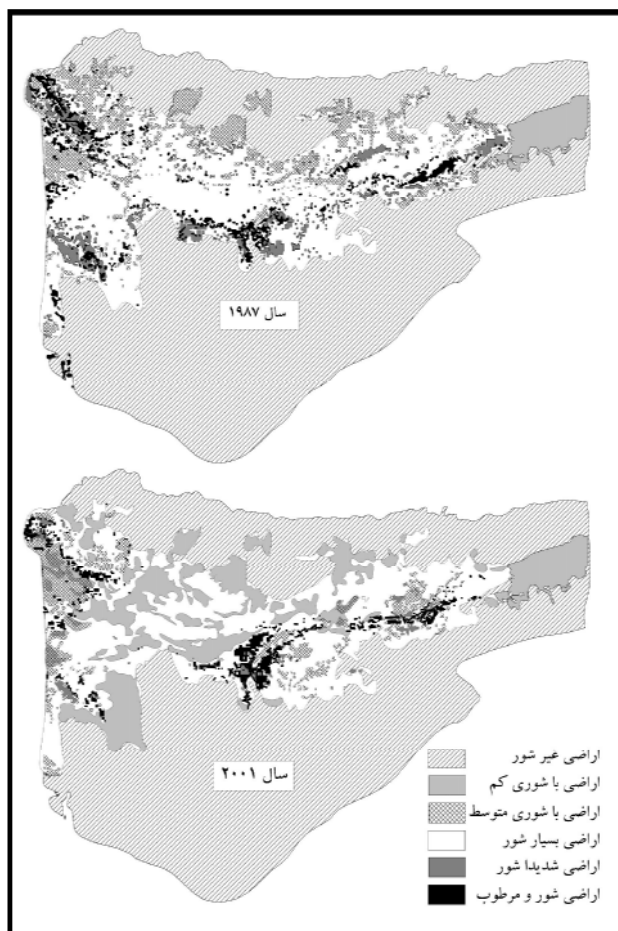 سال ۱۹۸۷
سال ۲۰۰۱
اراضی غیر شور
اراضی با شوری کم
اراضی با شوری متوسط
اراضی بسیار شور
اراضی شدیدا شور
اراضی شور و مرطوب